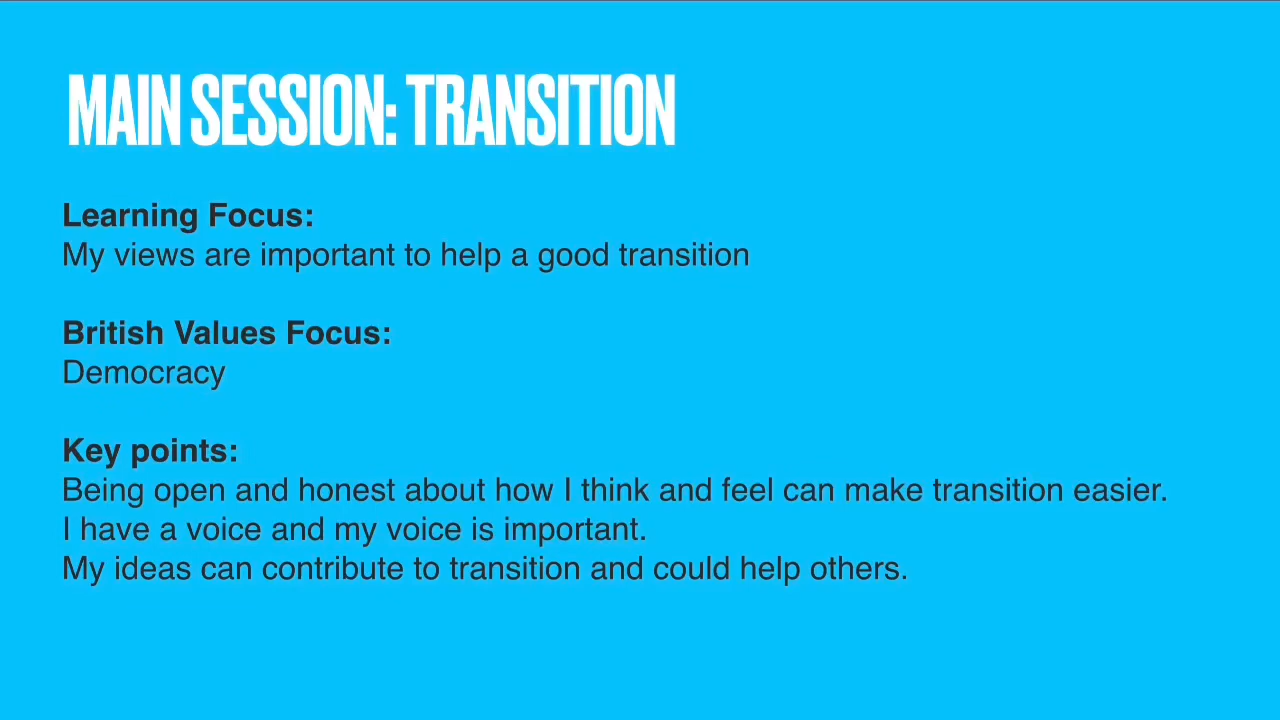 MAIN SESSION: TRANSITION
Learning Focus:
My views are important to help a good transition
British Values Focus:
Democracy
Key points:
Being open and honest about how I think and feel can make transition easier.
I have a voice and my voice is important.
My ideas can contribute to transition and could help others.